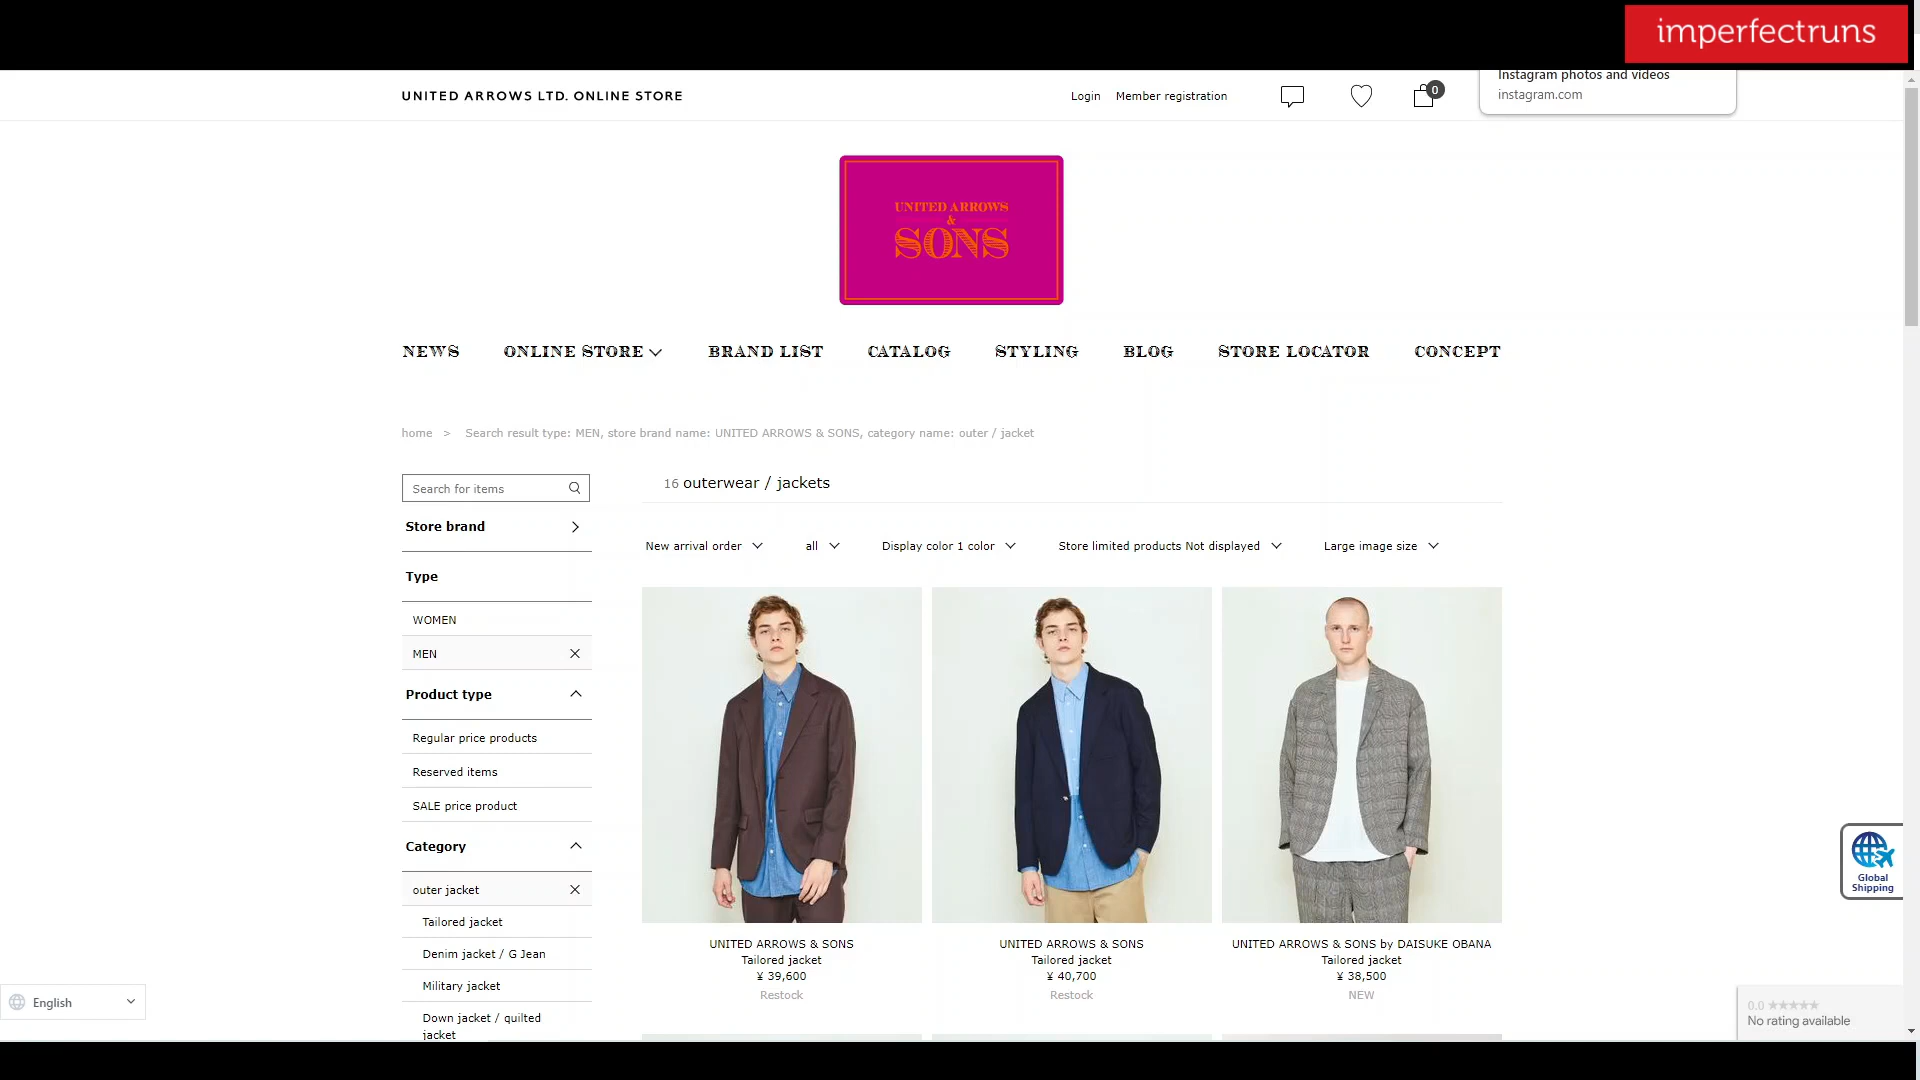 imperfectruns
Instagram photos and videos
instagram.com
UNITED ARROWS LTD. ONLINE STORE
Login
Member registration
0
UNITED ARROWS
&
SONS
NEWS
ONLINE STORE
BRAND LIST
CATALOG
STYLING
BLOG
STORE LOCATOR
CONCEPT
home > Search result type: MEN, store brand name: UNITED ARROWS & SONS, category name: outer / jacket
Search for items
Store brand
Type
WOMEN
MEN
Product type
Regular price products
Reserved items
SALE price product
Category
outer jacket
Tailored jacket
Denim jacket / G Jean
Military jacket
Down jacket / quilted
jacket
16 outerwear / jackets
New arrival order
all
Display color 1 color
Store limited products Not displayed
Large image size
UNITED ARROWS & SONS
Tailored jacket
¥ 39,600
Restock
UNITED ARROWS & SONS
Tailored jacket
¥ 40,700
Restock
UNITED ARROWS & SONS by DAISUKE OBANA
Tailored jacket
¥ 38,500
NEW
Global
Shipping
English
0.0 ★★★★★
No rating available